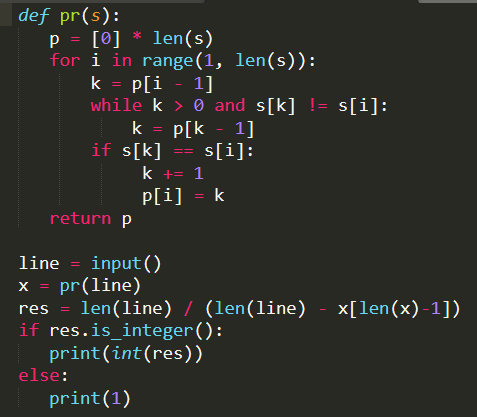 def pr(s):
    p = [0] * len(s)
    for i in range(1, len(s)):
        k = p[i - 1]
        while k > 0 and s[k] != s[i]:
            k = p[k - 1]
        if s[k] == s[i]:
            k += 1
            p[i] = k
    return p

line = input()
x = pr(line)
res = len(line) / (len(line) - x[len(x)-1])
if res.is_integer():
    print(int(res))
else:
    print(1)